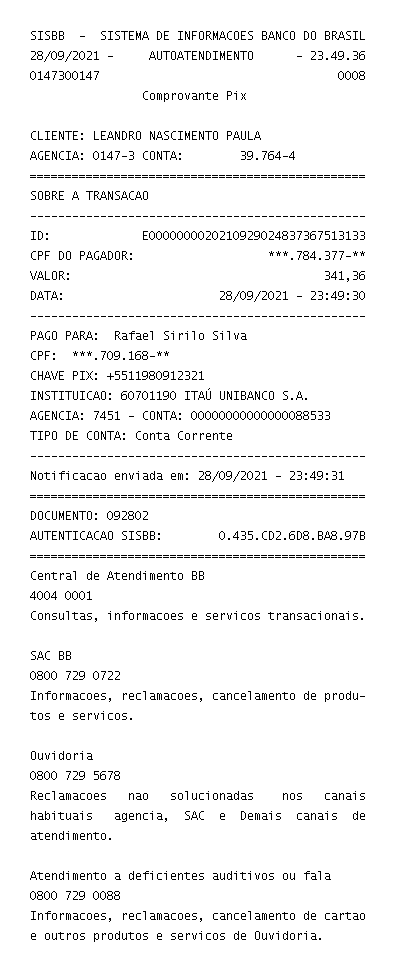 SISBB - SISTEMA DE INFORMACOES BANCO DO BRASIL
28/09/2021 - AUTOATENDIMENTO - 23.49.36
0147300147 0008
Comprovante Pix
CLIENTE: LEANDRO NASCIMENTO PAULA
AGENCIA: 0147-3 CONTA: 39.764-4
================================================
SOBRE A TRANSACAO
------------------------------------------------
ID: E0000000020210929024837367513133
CPF DO PAGADOR: ***.784.377-**
VALOR: 341,36
DATA: 28/09/2021 - 23:49:30
------------------------------------------------
PAGO PARA: Rafael Sirilo Silva
CPF: ***.709.168-**
CHAVE PIX: +5511980912321
INSTITUICAO: 60701190 ITAÚ UNIBANCO S.A.
AGENCIA: 7451 - CONTA: 00000000000000088533
TIPO DE CONTA: Conta Corrente
------------------------------------------------
Notificacao enviada em: 28/09/2021 - 23:49:31
================================================
DOCUMENTO: 092802
AUTENTICACAO SISBB: 0.435.CD2.6D8.BA8.97B
================================================
Central de Atendimento BB
4004 0001
Consultas, informacoes e servicos transacionais.
SAC BB
0800 729 0722
Informacoes, reclamacoes, cancelamento de produ-
tos e servicos.
Ouvidoria
0800 729 5678
Reclamacoes nao solucionadas nos canais
habituais agencia, SAC e Demais canais de
atendimento.
Atendimento a deficientes auditivos ou fala
0800 729 0088
Informacoes, reclamacoes, cancelamento de cartao
e outros produtos e servicos de Ouvidoria.